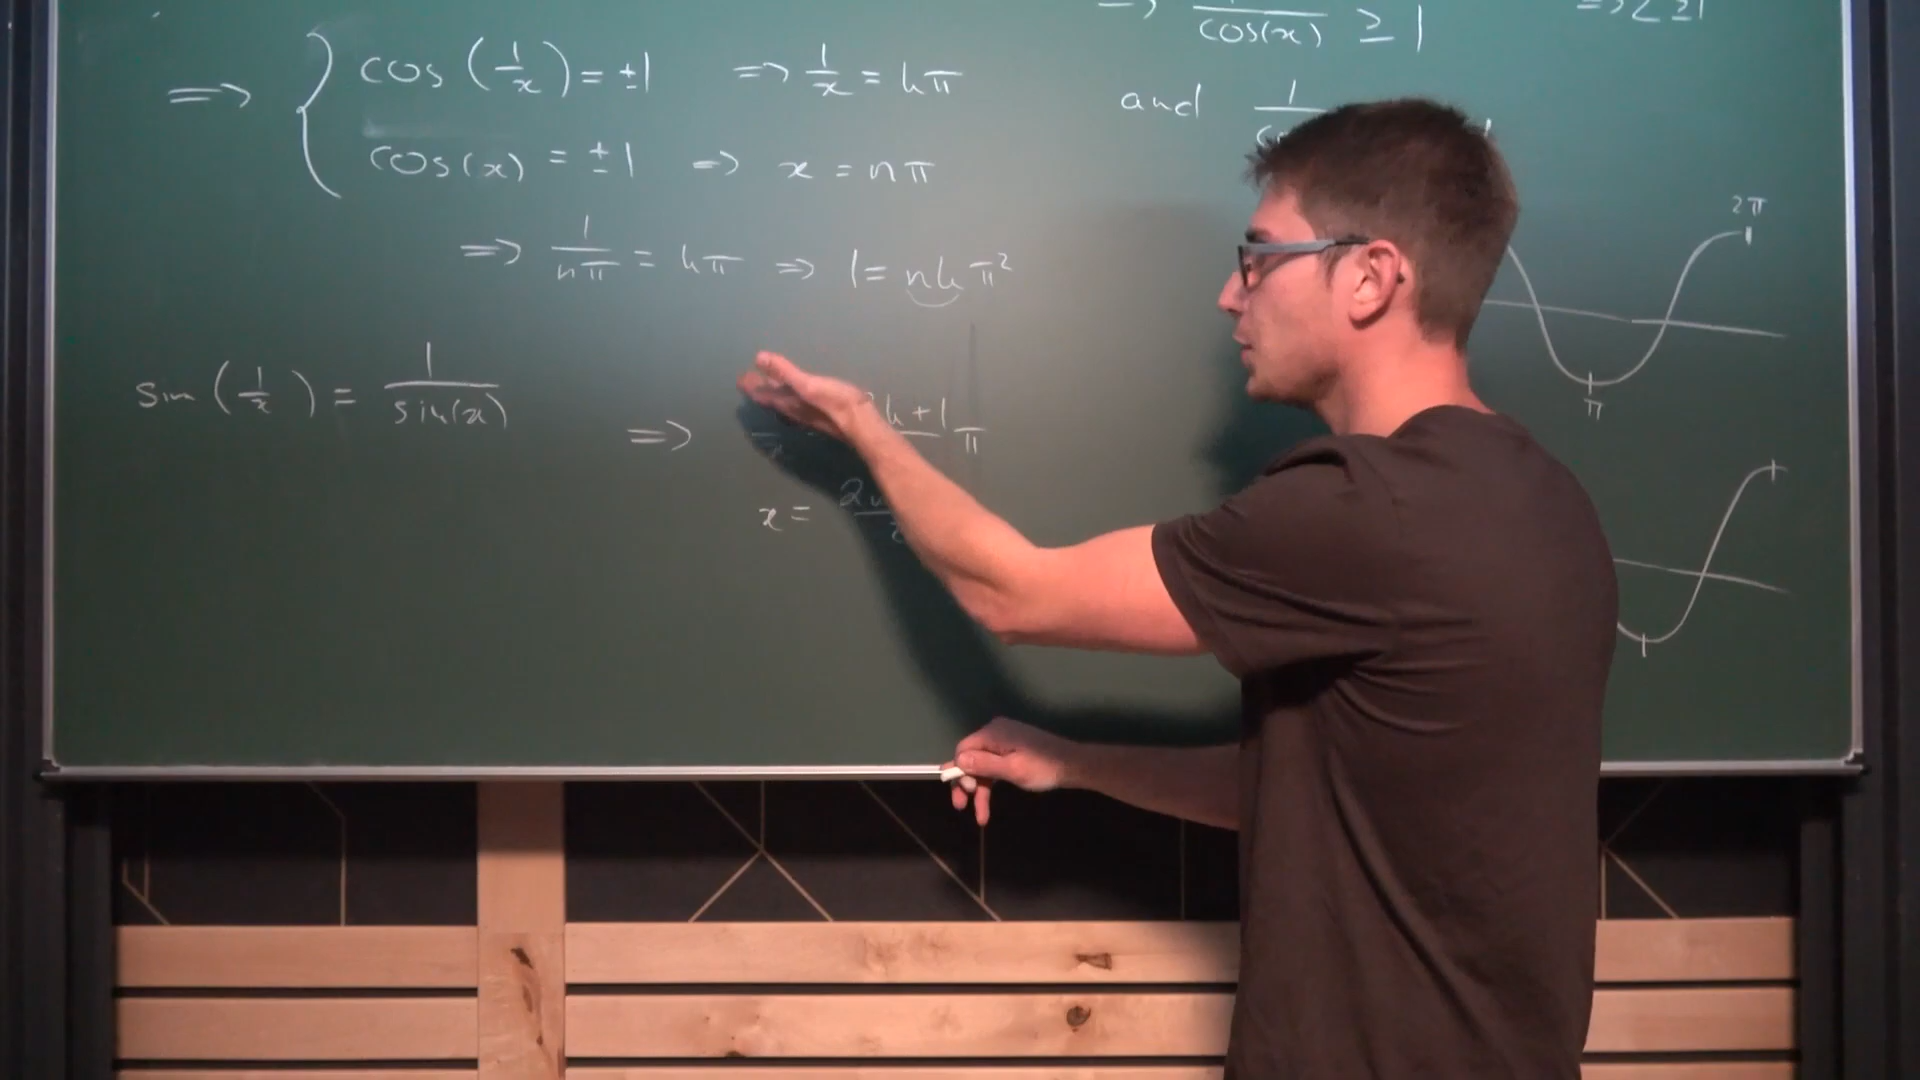 => { cos(1/x) = ±1 => 1/x = kπ
cos(x) = ±1 => x = nπ
=> 1/(nπ) = kπ => 1 = nkπ²
sin(1/x) = 1/sin(x)
=> k+1 π
x = 2
=> 1/cos(x) ≥ 1
and 1
2π
π